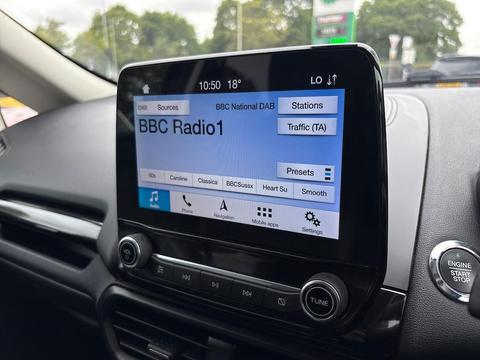 10:50 18° LO
DAB Sources BBC National DAB Stations
BBC Radio1
Traffic (TA)
Presets
60s Caroline Classica BBCSussx Heart Su Smooth
Audio Phone Navigation Mobile apps Settings
TUNE
ENGINE
START
STOP